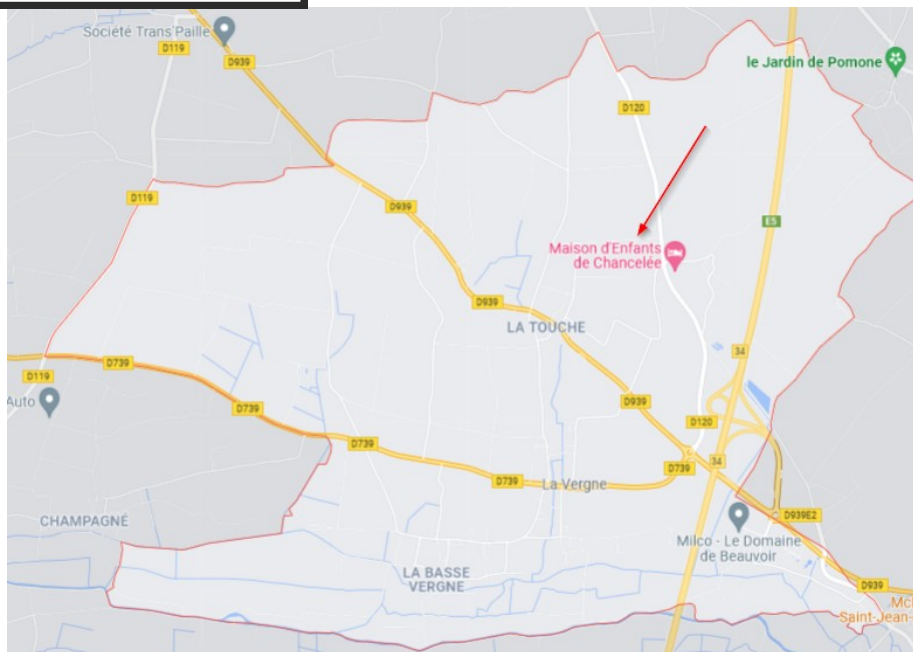 Société Trans Paille
D119
D939
le Jardin de Pomone
D120
D119
D939
E5
Maison d'Enfants
de Chancelée
D939
LA TOUCHE
34
D739
D119
Auto
D939
D739
D120
D739
34
D739
D739
La Vergne
CHAMPAGNÉ
D939E2
Milco - Le Domaine
de Beauvoir
LA BASSE
VERGNE
D939
Saint-Jean-